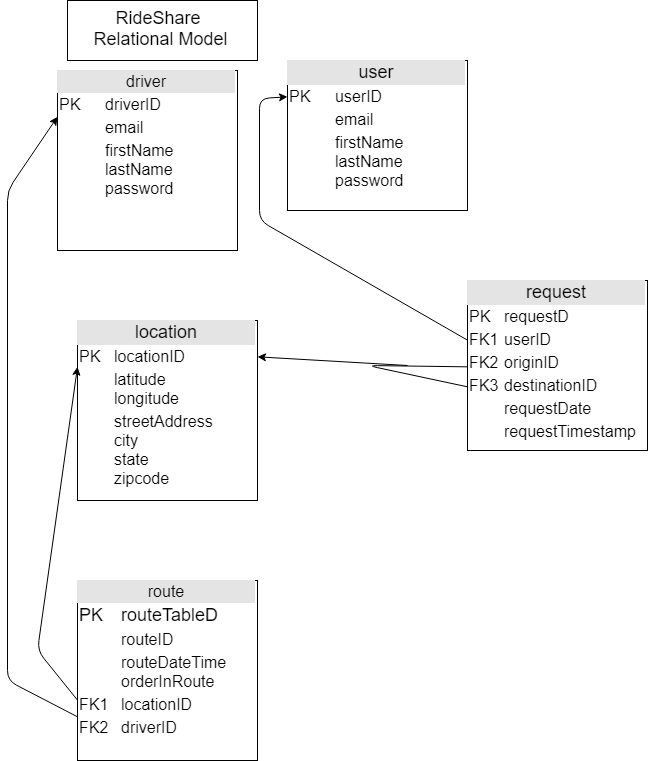 RideShare
Relational Model
driver
PK driverID
email
firstName
lastName
password
user
PK userID
email
firstName
lastName
password
request
PK requestD
FK1 userID
FK2 originID
FK3 destinationID
requestDate
requestTimestamp
location
PK locationID
latitude
longitude
streetAddress
city
state
zipcode
route
PK routeTableD
routeID
routeDateTime
orderInRoute
FK1 locationID
FK2 driverID